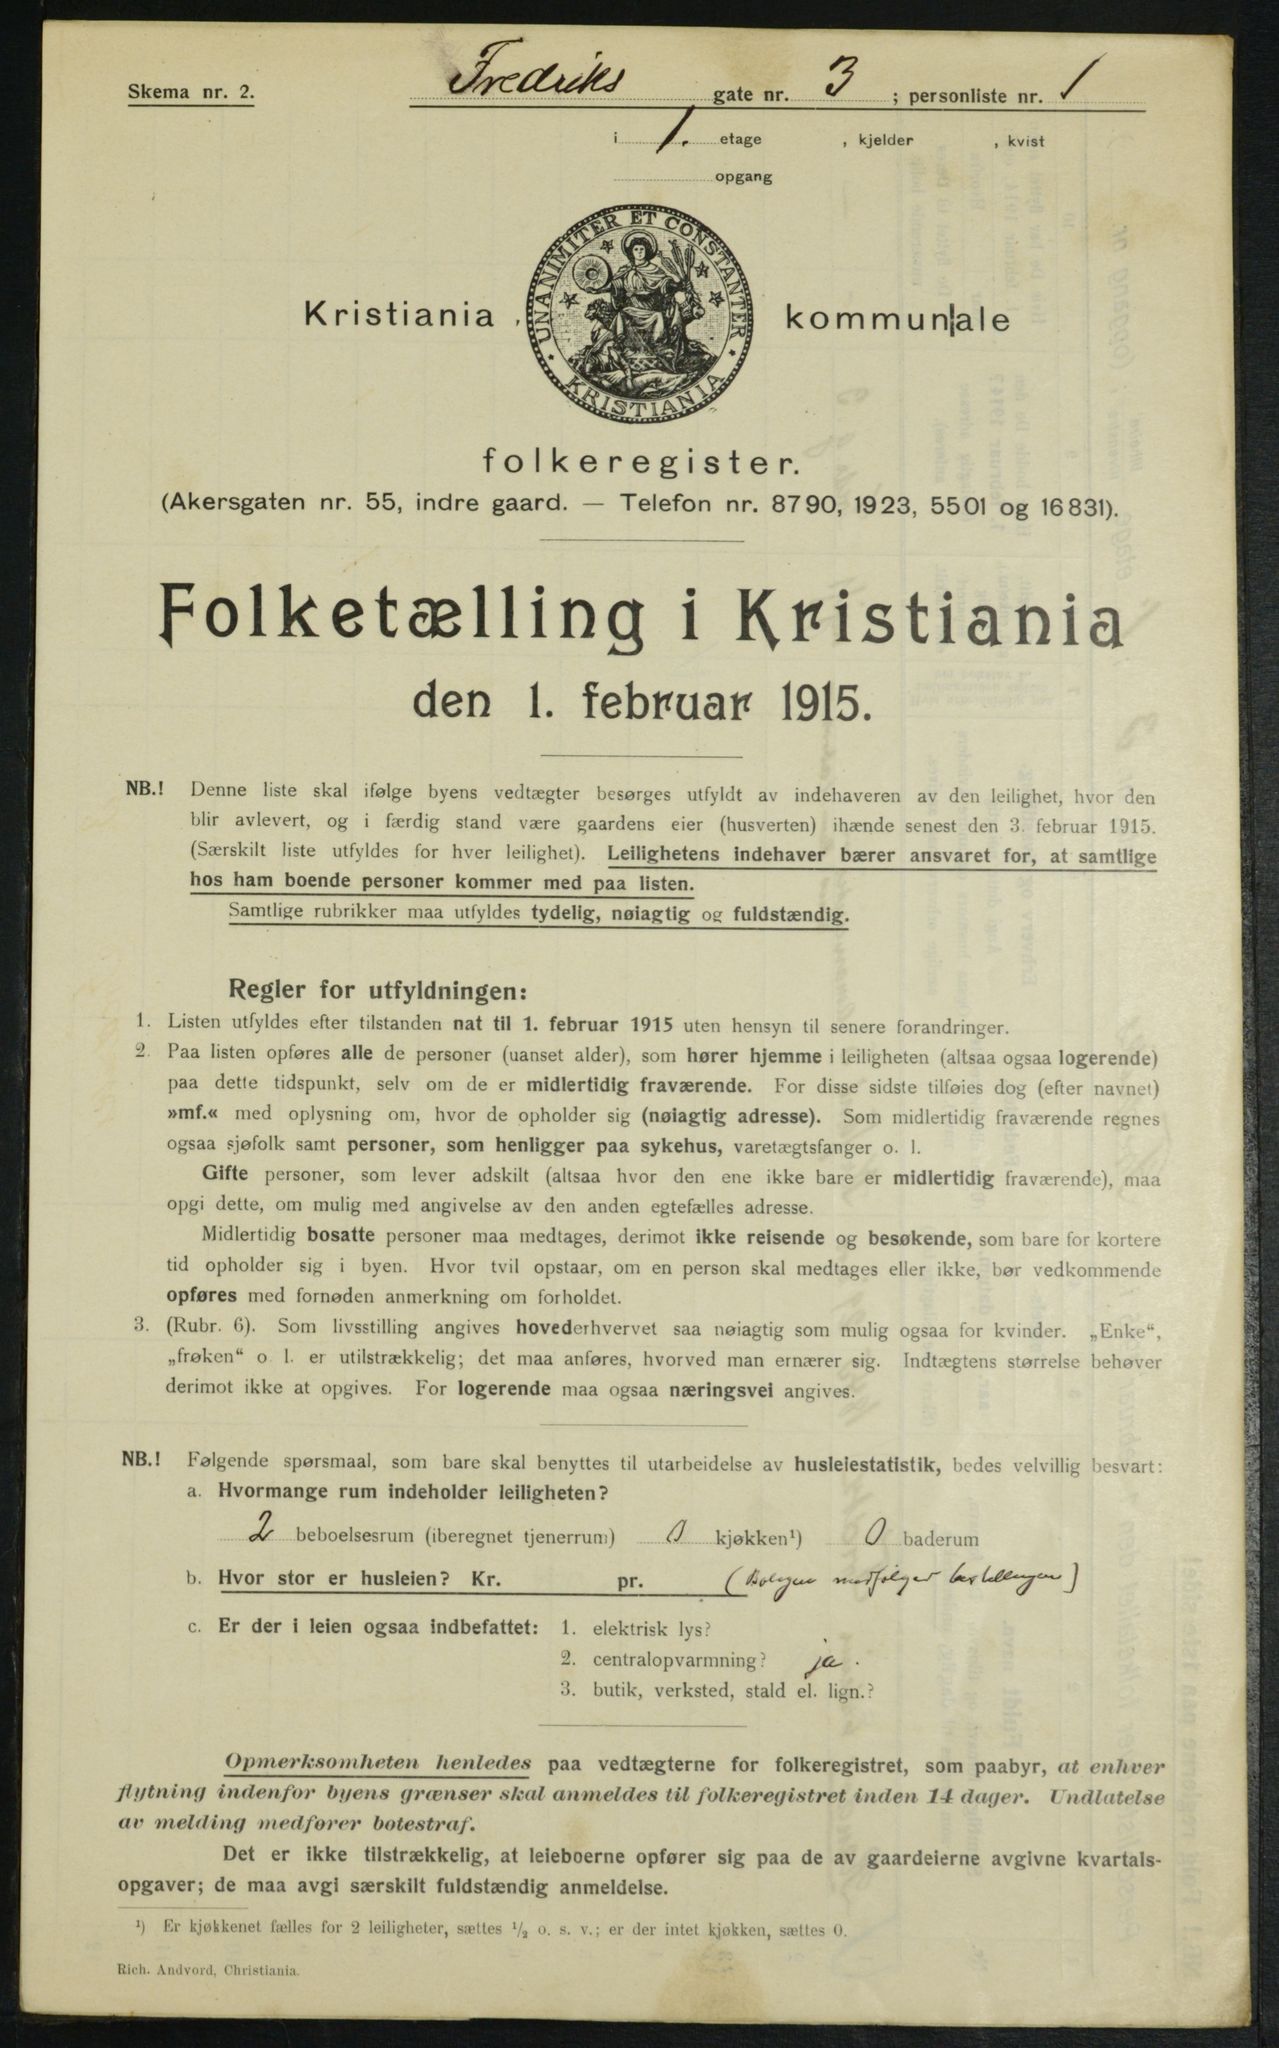 Skema nr. 2.
Fredriks gate nr. 3 ; personliste nr. 1
i 1. etage , kjelder , kvist
opgang
UNANIMITER ET CONSTANTER
KRISTIANIA
Kristiania kommunale
folkeregister.
(Akersgaten nr. 55, indre gaard. — Telefon nr. 8790, 1923, 5501 og 16831).
Folketælling i Kristiania
den 1. februar 1915.
NB.! Denne liste skal ifølge byens vedtægter besørges utfyldt av indehaveren av den leilighet, hvor den
blir avlevert, og i færdig stand være gaardens eier (husverten) ihænde senest den 3. februar 1915.
(Særskilt liste utfyldes for hver leilighet). Leilighetens indehaver bærer ansvaret for, at samtlige
hos ham boende personer kommer med paa listen.
Samtlige rubrikker maa utfyldes tydelig, nøiagtig og fuldstændig.
Regler for utfyldningen:
1. Listen utfyldes efter tilstanden nat til 1. februar 1915 uten hensyn til senere forandringer.
2. Paa listen opføres alle de personer (uanset alder), som hører hjemme i leiligheten (altsaa ogsaa logerende)
paa dette tidspunkt, selv om de er midlertidig fraværende. For disse sidste tilføies dog (efter navnet)
»mf.« med oplysning om, hvor de opholder sig (nøiagtig adresse). Som midlertidig fraværende regnes
ogsaa sjøfolk samt personer, som henligger paa sykehus, varetægtsfanger o. l.
Gifte personer, som lever adskilt (altsaa hvor den ene ikke bare er midlertidig fraværende), maa
opgi dette, om mulig med angivelse av den anden egtefælles adresse.
Midlertidig bosatte personer maa medtages, derimot ikke reisende og besøkende, som bare for kortere
tid opholder sig i byen. Hvor tvil opstaar, om en person skal medtages eller ikke, bør vedkommende
opføres med fornøden anmerkning om forholdet.
3. (Rubr. 6). Som livsstilling angives hovederhvervet saa nøiagtig som mulig ogsaa for kvinder. „Enke“,
„frøken“ o l. er utilstrækkelig; det maa anføres, hvorved man ernærer sig. Indtægtens størrelse behøver
derimot ikke at opgives. For logerende maa ogsaa næringsvei angives.
NB.! Følgende spørsmaal, som bare skal benyttes til utarbeidelse av husleiestatistik, bedes velvillig besvart:
a. Hvormange rum indeholder leiligheten?
2 beboelsesrum (iberegnet tjenerrum) 0 kjøkken¹) 0 baderum
b. Hvor stor er husleien? Kr. pr. (Boligen medfølger bestillingen)
c. Er der i leien ogsaa indbefattet: 1. elektrisk lys?
2. centralopvarmning? ja.
3. butik, verksted, stald el. lign.?
Opmerksomheten henledes paa vedtægterne for folkeregistret, som paabyr, at enhver
flytning indenfor byens grænser skal anmeldes til folkeregistret inden 14 dager. Undlatelse
av melding medfører botestraf.
Det er ikke tilstrækkelig, at leieboerne opfører sig paa de av gaardeierne avgivne kvartals-
opgaver; de maa avgi særskilt fuldstændig anmeldelse.
¹) Er kjøkkenet fælles for 2 leiligheter, sættes ½ o. s. v.; er der intet kjøkken, sættes 0.
Rich. Andvord, Christiania.